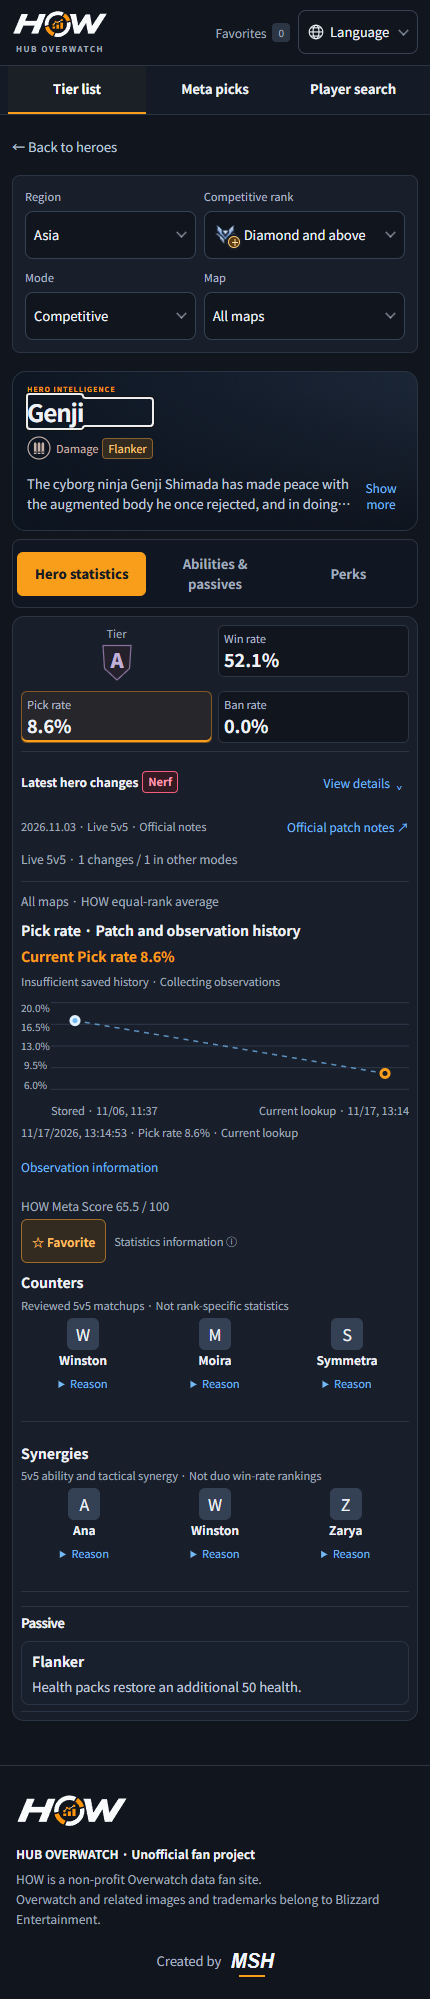 HOW
HUB OVERWATCH
Favorites 0
Language
Tier list
Meta picks
Player search
← Back to heroes
Region
Competitive rank
Asia
Diamond and above
Mode
Map
Competitive
All maps
HERO INTELLIGENCE
Genji
Damage Flanker
The cyborg ninja Genji Shimada has made peace with
the augmented body he once rejected, and in doing…
Show
more
Hero statistics
Abilities &
passives
Perks
Tier
A
Win rate
52.1%
Pick rate
8.6%
Ban rate
0.0%
Latest hero changes Nerf
View details ⌄
2026.11.03 · Live 5v5 · Official notes
Official patch notes ↗
Live 5v5 · 1 changes / 1 in other modes
All maps · HOW equal-rank average
Pick rate · Patch and observation history
Current Pick rate 8.6%
Insufficient saved history · Collecting observations
20.0%
16.5%
13.0%
9.5%
6.0%
Stored · 11/06, 11:37
Current lookup · 11/17, 13:14
11/17/2026, 13:14:53 · Pick rate 8.6% · Current lookup
Observation information
HOW Meta Score 65.5 / 100
☆ Favorite
Statistics information ⓘ
Counters
Reviewed 5v5 matchups · Not rank-specific statistics
W
M
S
Winston
Moira
Symmetra
▶ Reason
▶ Reason
▶ Reason
Synergies
5v5 ability and tactical synergy · Not duo win-rate rankings
A
W
Z
Ana
Winston
Zarya
▶ Reason
▶ Reason
▶ Reason
Passive
Flanker
Health packs restore an additional 50 health.
HOW
HUB OVERWATCH · Unofficial fan project
HOW is a non-profit Overwatch data fan site.
Overwatch and related images and trademarks belong to Blizzard
Entertainment.
Created by MSH